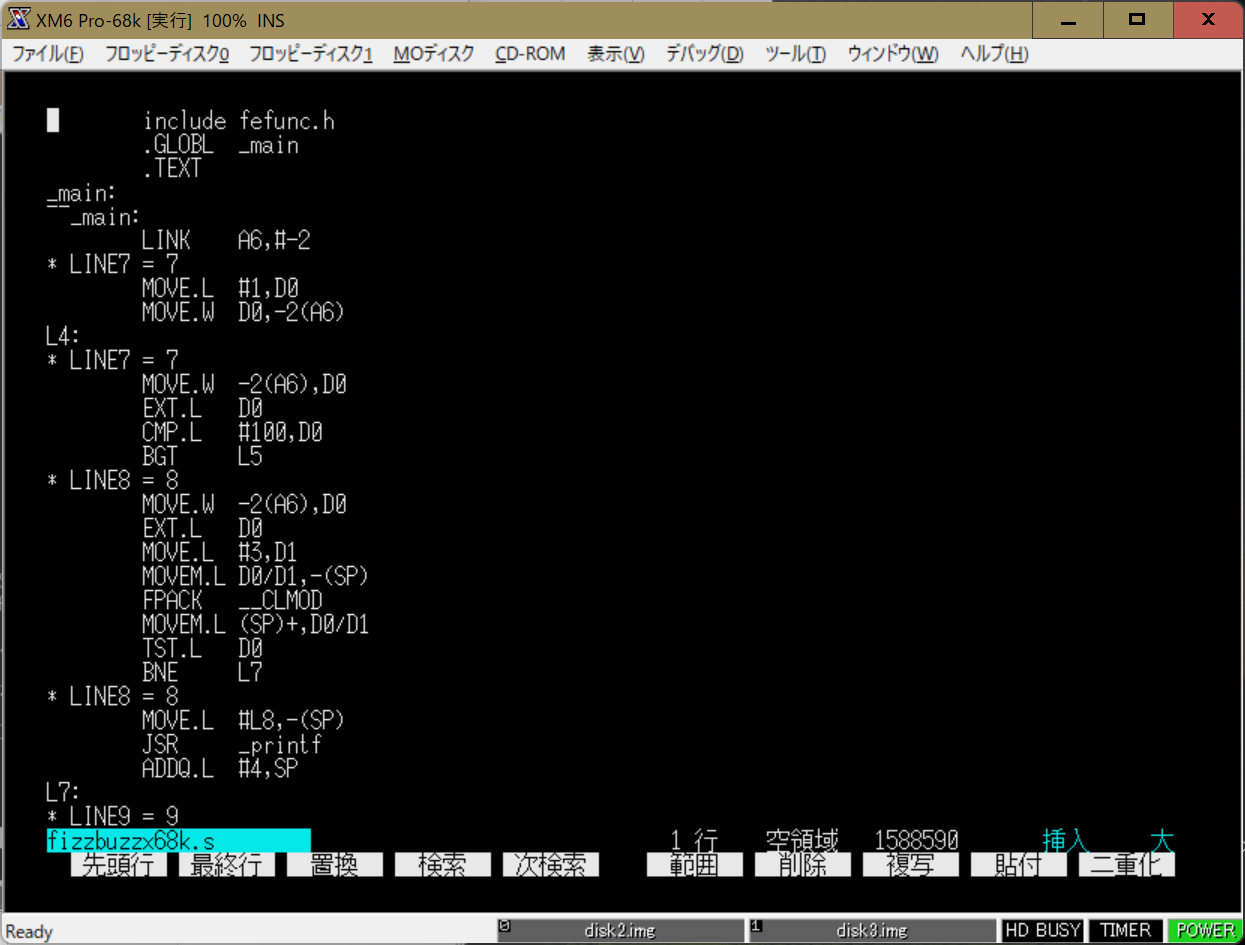 XM6 Pro-68k [実行] 100% INS
ファイル(F) フロッピーディスク0 フロッピーディスク1 MOディスク CD-ROM 表示(V) デバッグ(D) ツール(T) ウィンドウ(W) ヘルプ(H)
include fefunc.h
.GLOBL _main
.TEXT
_main:
‾‾_main:
LINK A6,#-2
* LINE7 = 7
MOVE.L #1,D0
MOVE.W D0,-2(A6)
L4:
* LINE7 = 7
MOVE.W -2(A6),D0
EXT.L D0
CMP.L #100,D0
BGT L5
* LINE8 = 8
MOVE.W -2(A6),D0
EXT.L D0
MOVE.L #3,D1
MOVEM.L D0/D1,-(SP)
FPACK __CLMOD
MOVEM.L (SP)+,D0/D1
TST.L D0
BNE L7
* LINE8 = 8
MOVE.L #L8,-(SP)
JSR _printf
ADDQ.L #4,SP
L7:
* LINE9 = 9
fizzbuzzx68k.s 1 行 空領域 1588590 挿入 大
先頭行 最終行 置換 検索 次検索 範囲 削除 複写 貼付 二重化
Ready 0 disk2.img 1 disk3.img HD BUSY TIMER POWER